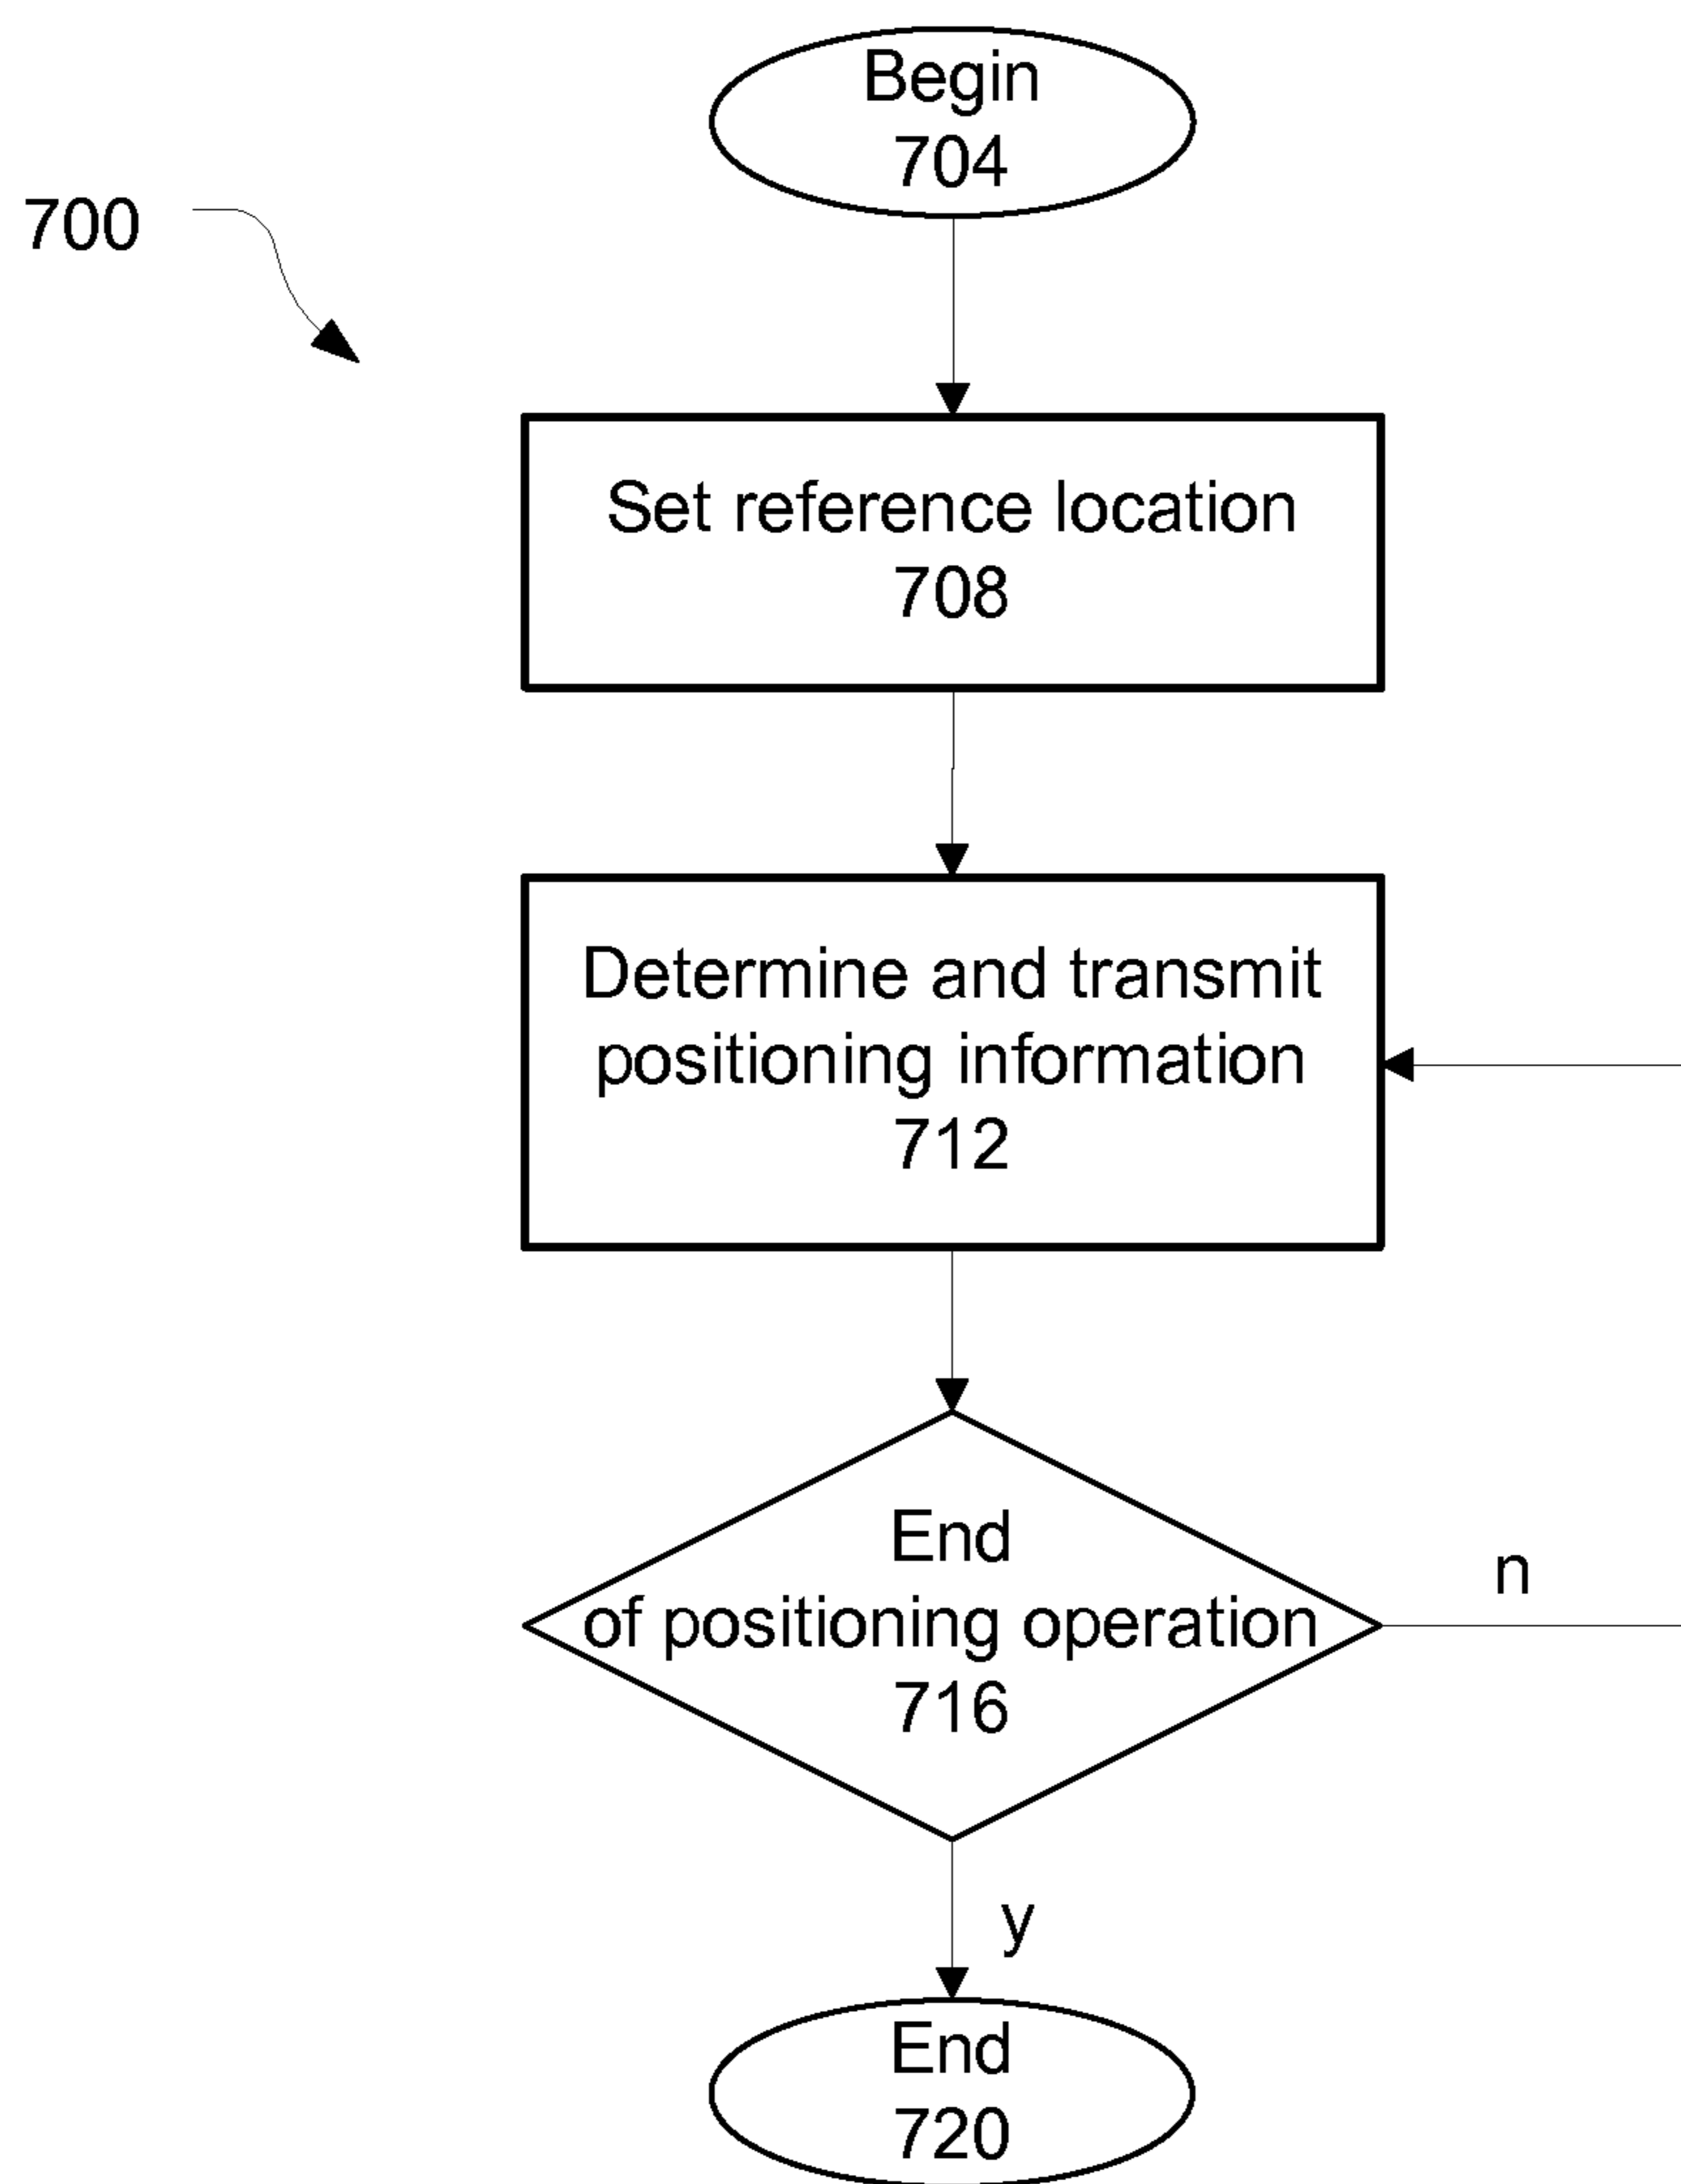 Begin
704
700
Set reference location
708
Determine and transmit
positioning information
712
End
of positioning operation
716
n
y
End
720